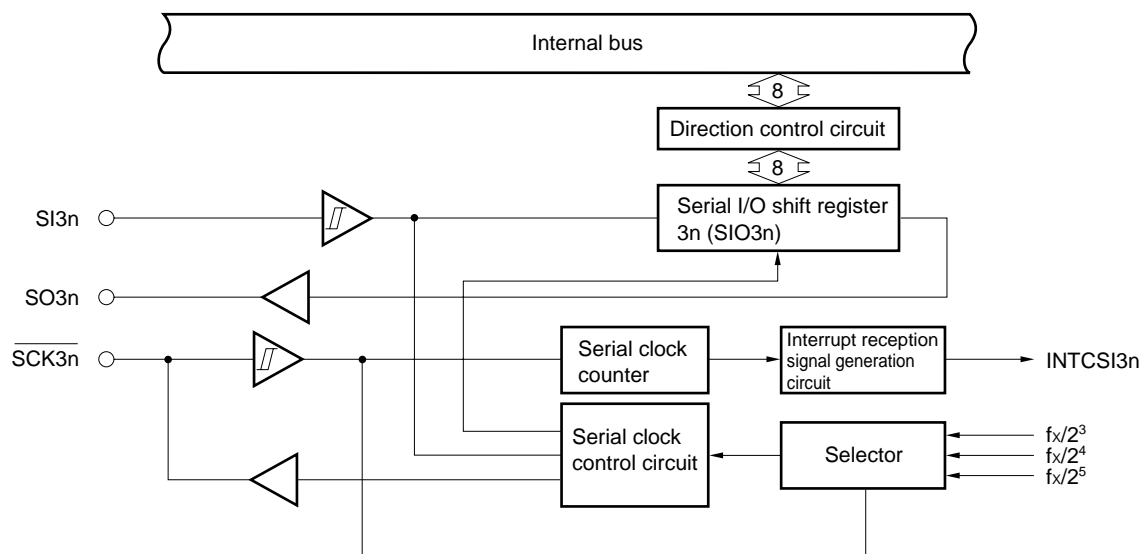 Internal bus
8
Direction control circuit
8
SI3n
Serial I/O shift register
3n (SIO3n)
SO3n
SCK3n
Serial clock
counter
Interrupt reception
signal generation
circuit
INTCSI3n
Serial clock
control circuit
Selector
fX/2³
fX/2⁴
fX/2⁵